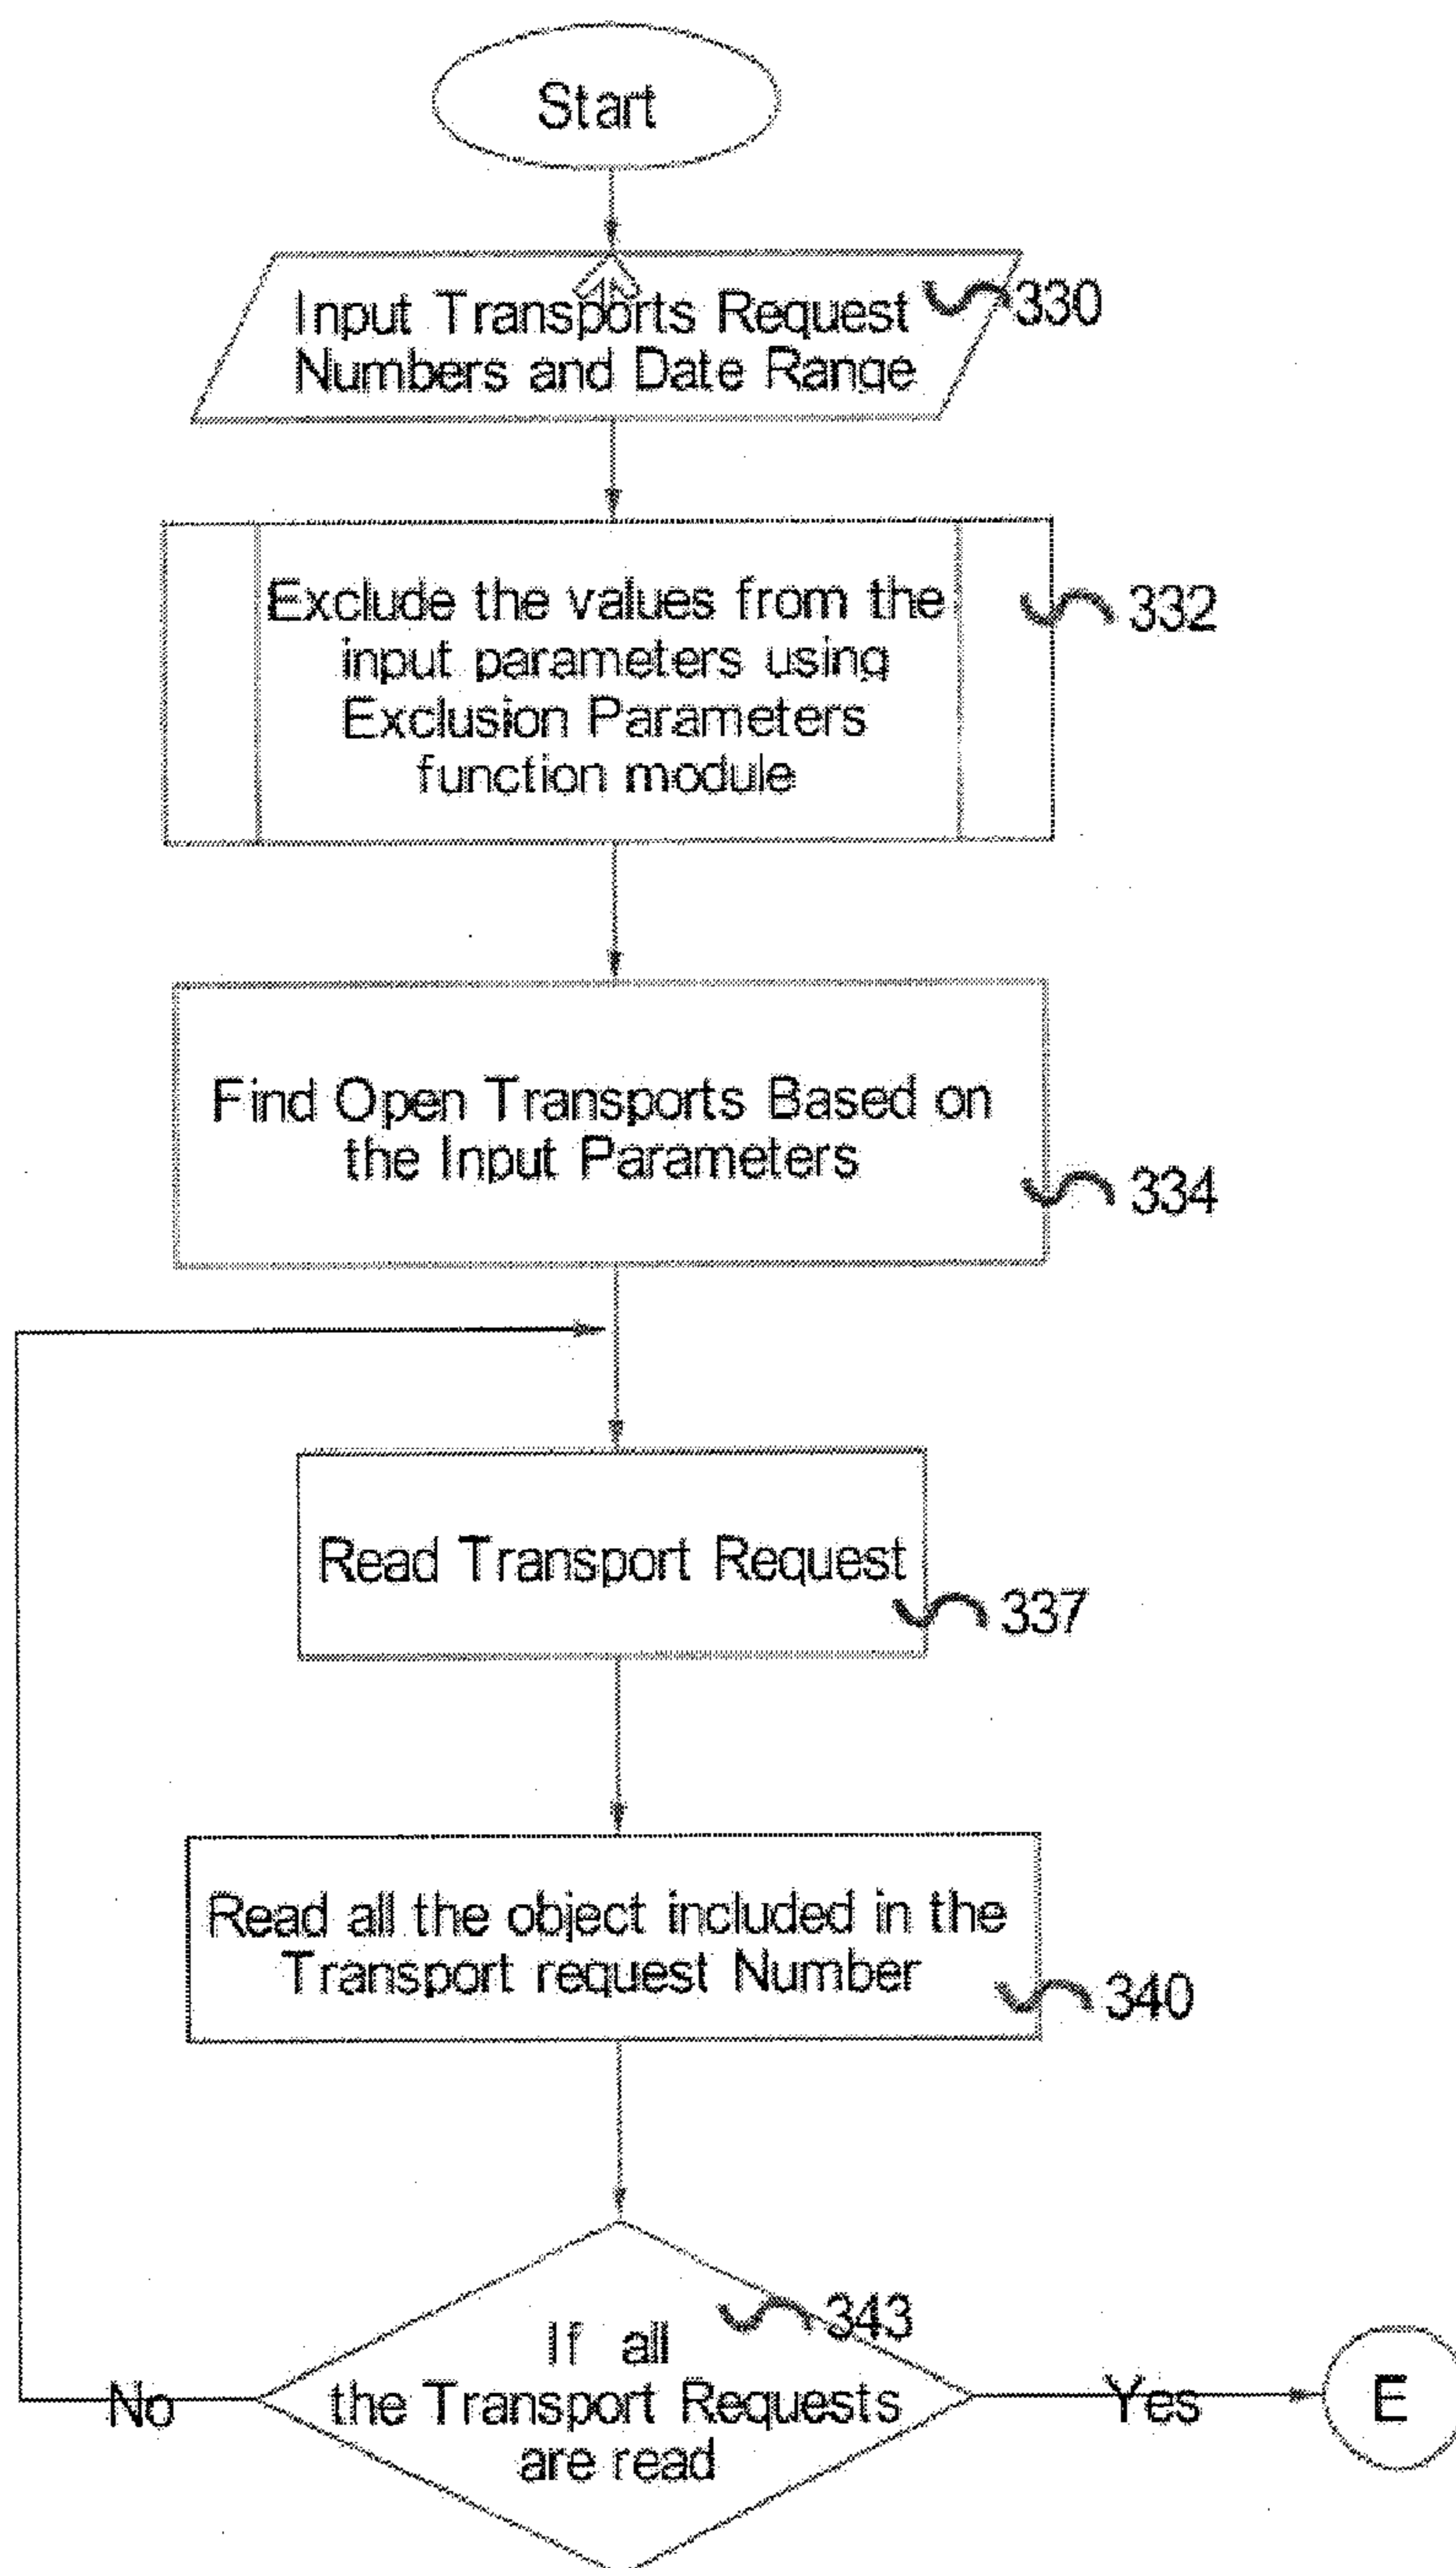 Start
Input Transports Request
Numbers and Date Range
330
Exclude the values from the
input parameters using
Exclusion Parameters
function module
332
Find Open Transports Based on
the Input Parameters
334
Read Transport Request
337
Read all the object included in the
Transport request Number
340
343
If all
the Transport Requests
are read
No
Yes
E